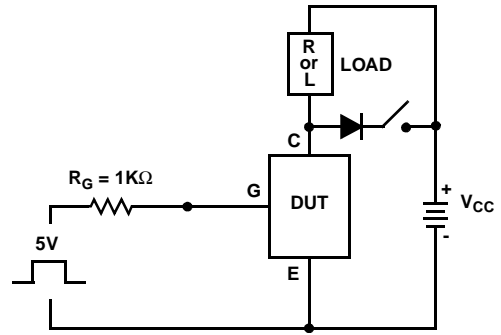 R
or
L
LOAD
C
R_G = 1KΩ
G
DUT
+
V_CC
-
5V
E